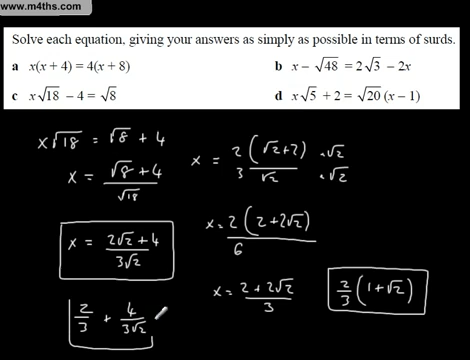 www.m4ths.com
Solve each equation, giving your answers as simply as possible in terms of surds.
a x(x + 4) = 4(x + 8)
b x − √48 = 2√3 − 2x
c x√18 − 4 = √8
d x√5 + 2 = √20 (x − 1)
x√18 = √8 + 4
x = (√8 + 4)/√18
x = (2√2 + 4)/(3√2)
2/3 + 4/(3√2)
x = 2/3 (√2+2)/√2 ×√2/×√2
x = 2(2 + 2√2)/6
x = (2 + 2√2)/3
2/3 (1 + √2)